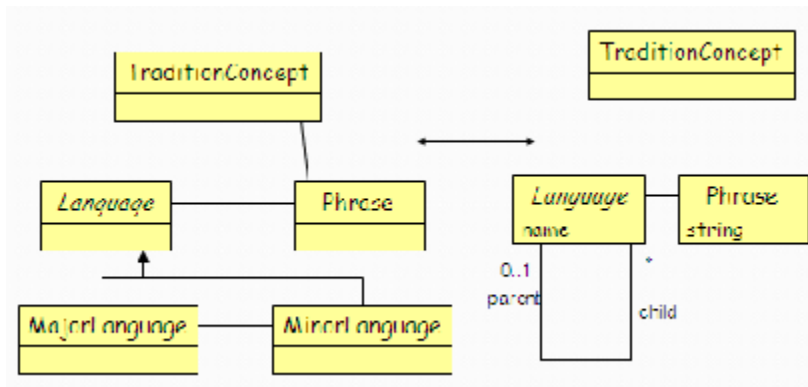 TraditionConcept
TraditionConcept
Language
Phrase
Language
Phrase
name
string
0..1
*
parent
child
MajorLanguage
MinorLanguage